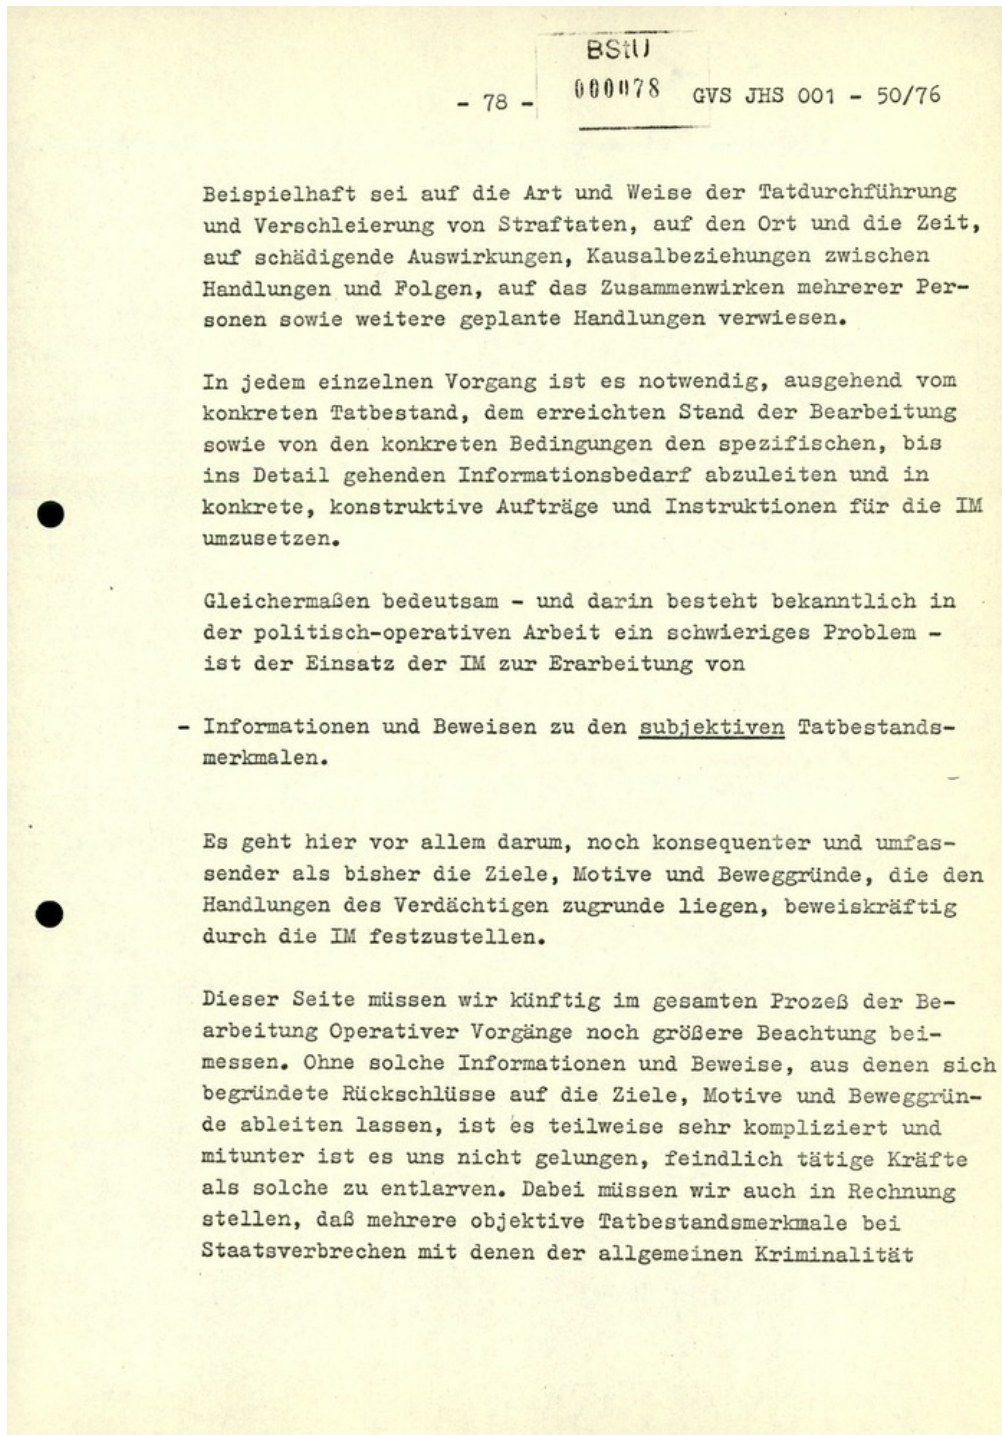 BStU
000078
- 78 -
GVS JHS 001 - 50/76
Beispielhaft sei auf die Art und Weise der Tatdurchführung
und Verschleierung von Straftaten, auf den Ort und die Zeit,
auf schädigende Auswirkungen, Kausalbeziehungen zwischen
Handlungen und Folgen, auf das Zusammenwirken mehrerer Per-
sonen sowie weitere geplante Handlungen verwiesen.
In jedem einzelnen Vorgang ist es notwendig, ausgehend vom
konkreten Tatbestand, dem erreichten Stand der Bearbeitung
sowie von den konkreten Bedingungen den spezifischen, bis
ins Detail gehenden Informationsbedarf abzuleiten und in
konkrete, konstruktive Aufträge und Instruktionen für die IM
umzusetzen.
Gleichermaßen bedeutsam - und darin besteht bekanntlich in
der politisch-operativen Arbeit ein schwieriges Problem -
ist der Einsatz der IM zur Erarbeitung von
- Informationen und Beweisen zu den subjektiven Tatbestands-
merkmalen.
Es geht hier vor allem darum, noch konsequenter und umfas-
sender als bisher die Ziele, Motive und Beweggründe, die den
Handlungen des Verdächtigen zugrunde liegen, beweiskräftig
durch die IM festzustellen.
Dieser Seite müssen wir künftig im gesamten Prozeß der Be-
arbeitung Operativer Vorgänge noch größere Beachtung bei-
messen. Ohne solche Informationen und Beweise, aus denen sich
begründete Rückschlüsse auf die Ziele, Motive und Beweggrün-
de ableiten lassen, ist es teilweise sehr kompliziert und
mitunter ist es uns nicht gelungen, feindlich tätige Kräfte
als solche zu entlarven. Dabei müssen wir auch in Rechnung
stellen, daß mehrere objektive Tatbestandsmerkmale bei
Staatsverbrechen mit denen der allgemeinen Kriminalität